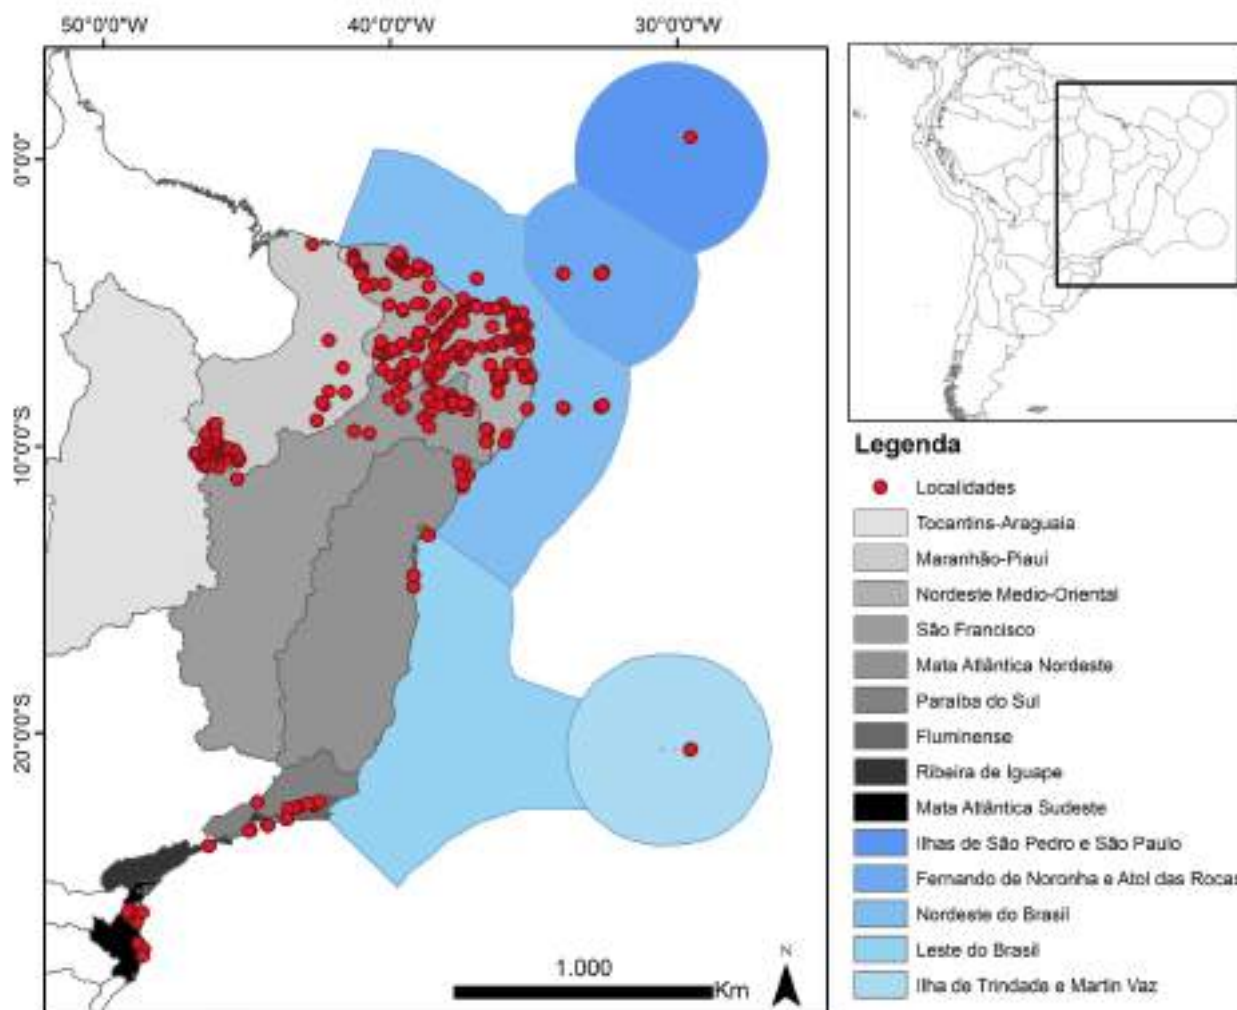 50°0'0"W 40°0'0"W 30°0'0"W
0°0'0"
10°0'0"S
20°0'0"S
1.000
Km
N
Legenda
Localidades
Tocantins-Araguaia
Maranhão-Piauí
Nordeste Medio-Oriental
São Francisco
Mata Atlântica Nordeste
Paraíba do Sul
Fluminense
Ribeira de Iguape
Mata Atlântica Sudeste
Ilhas de São Pedro e São Paulo
Fernando de Noronha e Atol das Rocas
Nordeste do Brasil
Leste do Brasil
Ilha de Trindade e Martin Vaz